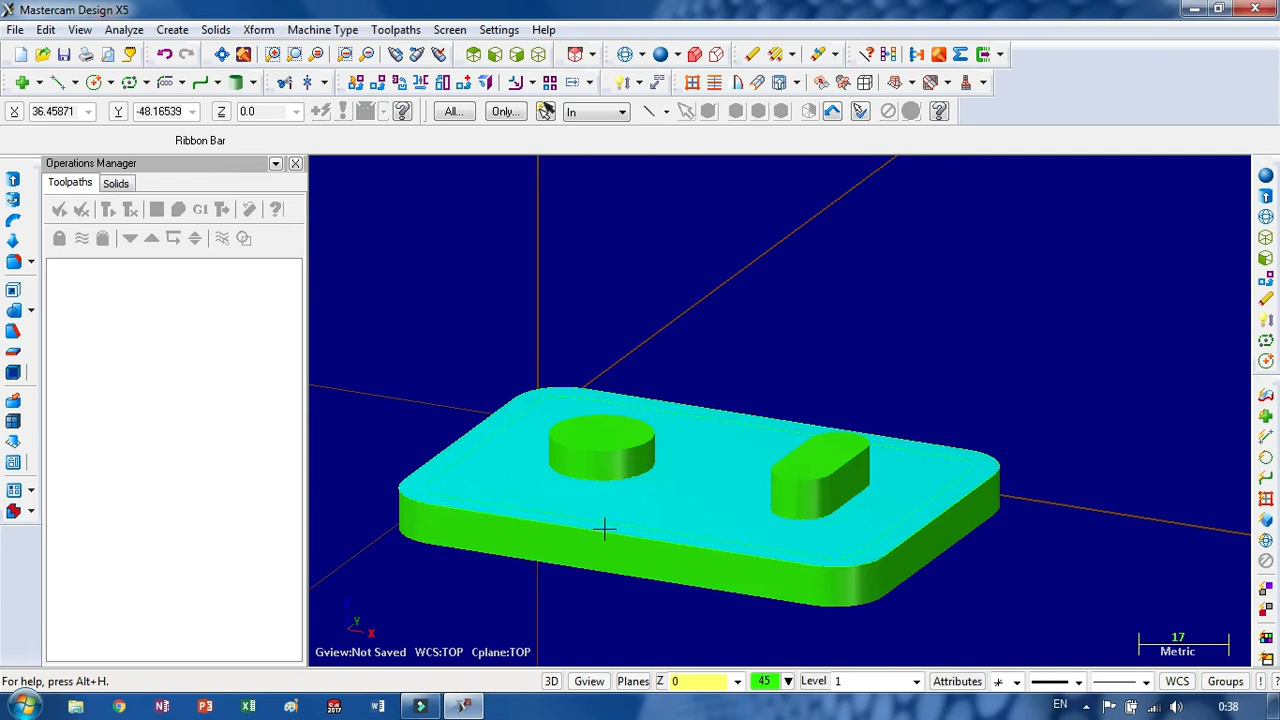 Mastercam Design X5
File Edit View Analyze Create Solids Xform Machine Type Toolpaths Screen Settings Help
X 36.45871 Y -48.16539 Z 0.0 All... Only... In
Ribbon Bar
Operations Manager
Toolpaths Solids
G1
Y
X
17
Metric
Gview:Not Saved WCS:TOP Cplane:TOP
For help, press Alt+H. 3D Gview Planes Z 0 45 Level 1 Attributes WCS Groups ! ?
EN 0:38